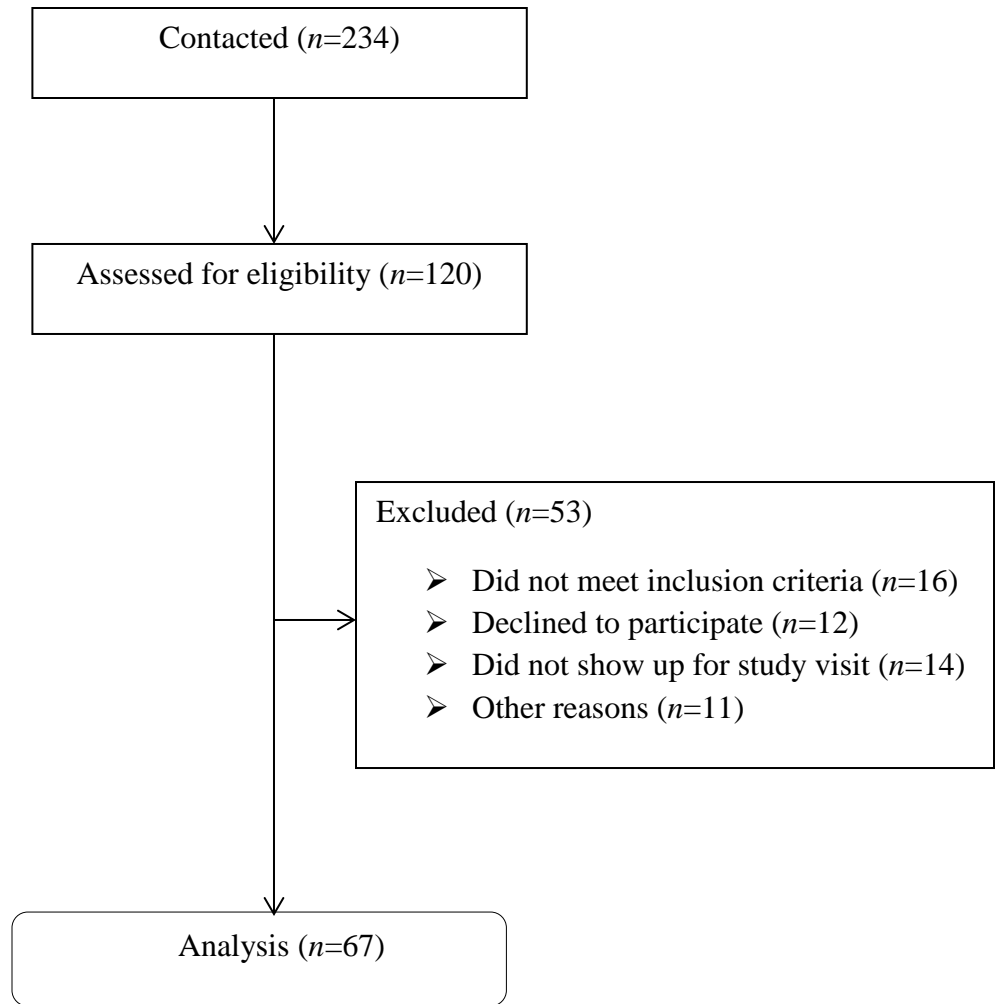 Contacted (n=234)
Assessed for eligibility (n=120)
Excluded (n=53)
➢ Did not meet inclusion criteria (n=16)
➢ Declined to participate (n=12)
➢ Did not show up for study visit (n=14)
➢ Other reasons (n=11)
Analysis (n=67)